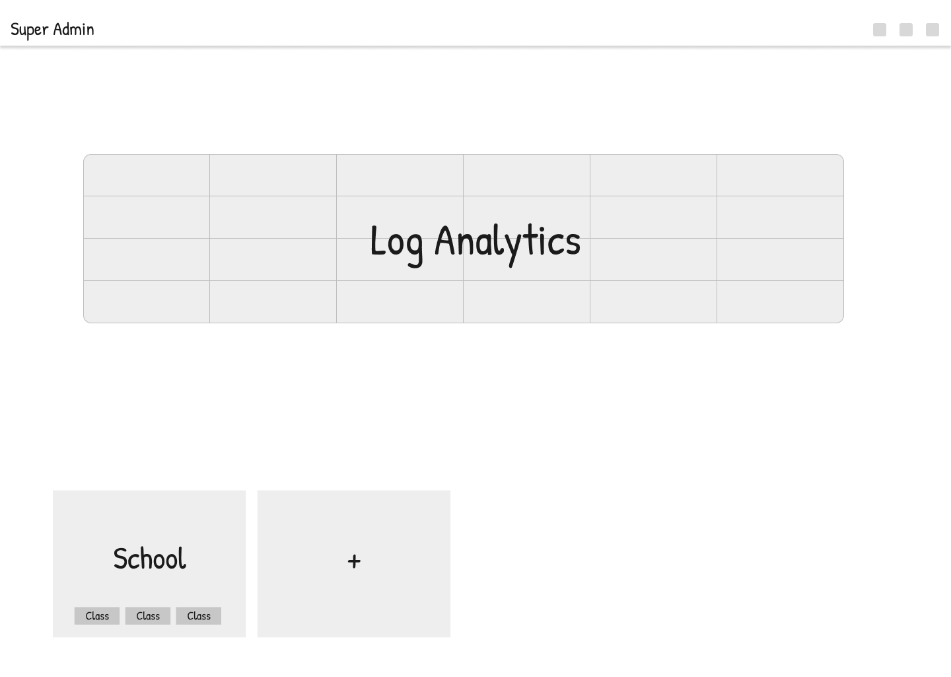 Super Admin
Log Analytics
School
+
Class Class Class